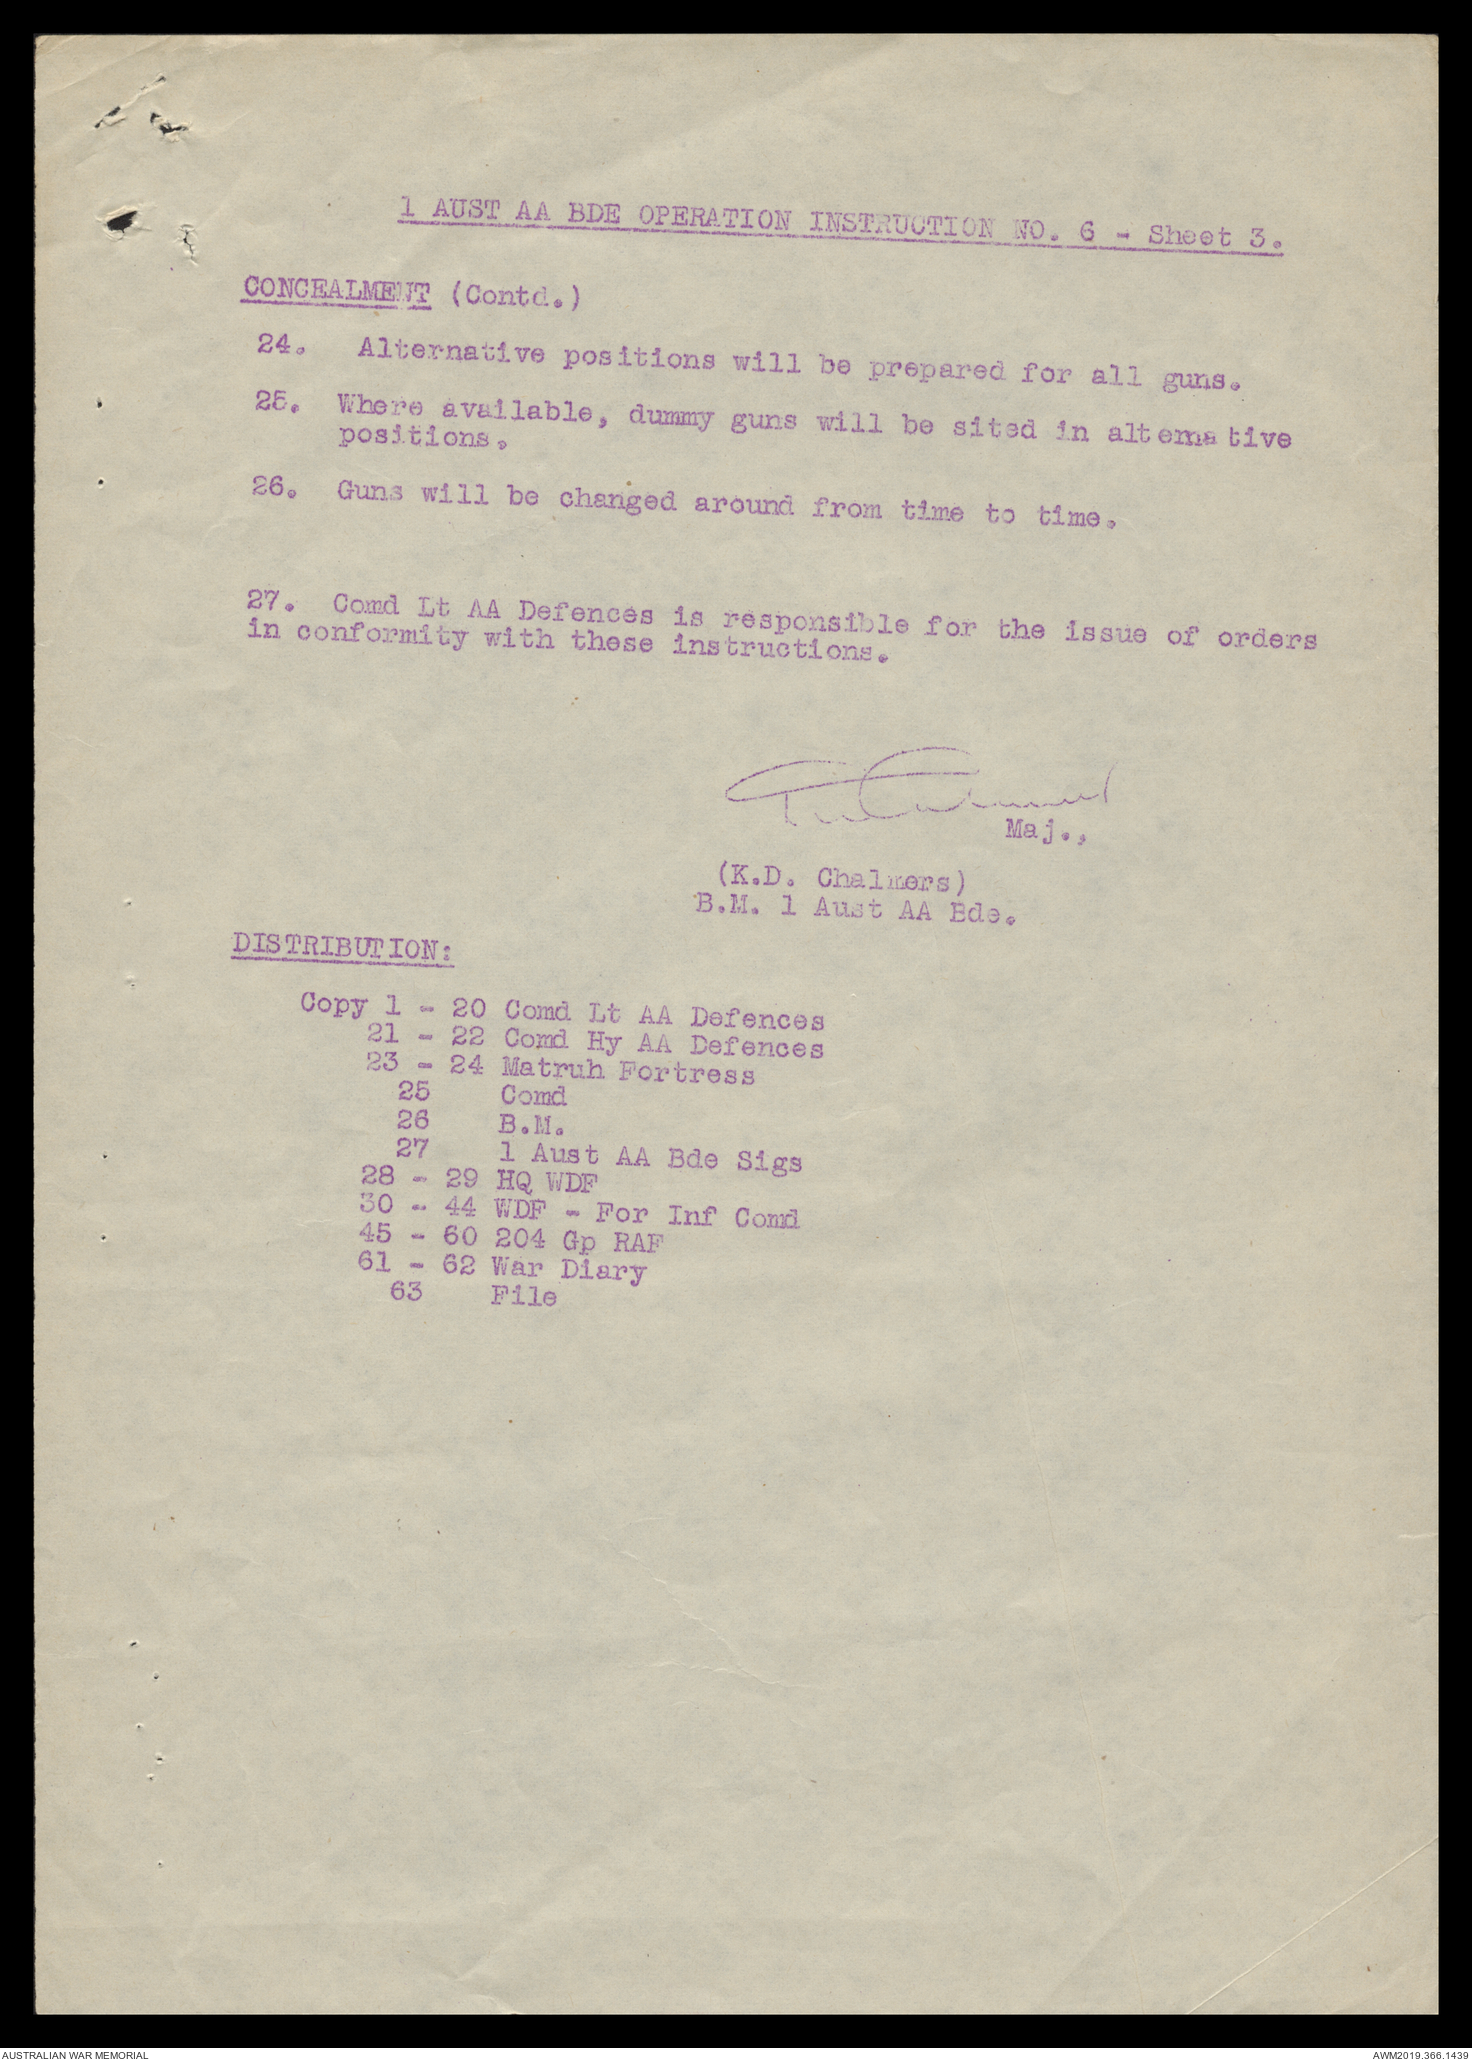 1 AUST AA BDE OPERATION INSTRUCTION NO. 6 - Sheet 3.
CONCEALMENT (Contd.)
24. Alternative positions will be prepared for all guns.
25. Where available, dummy guns will be sited in alternative
positions.
26. Guns will be changed around from time to time.
27. Comd Lt AA Defences is responsible for the issue of orders
in conformity with these instructions.
Maj.,
(K.D. Chalmers)
B.M. 1 Aust AA Bde.
DISTRIBUTION:
Copy 1 - 20 Comd Lt AA Defences
21 - 22 Comd Hy AA Defences
23 - 24 Matruh Fortress
25 Comd
26 B.M.
27 1 Aust AA Bde Sigs
28 - 29 HQ WDF
30 - 44 WDF - For Inf Comd
45 - 60 204 Gp RAF
61 - 62 War Diary
63 File
AUSTRALIAN WAR MEMORIAL
AWM2019.366.1439